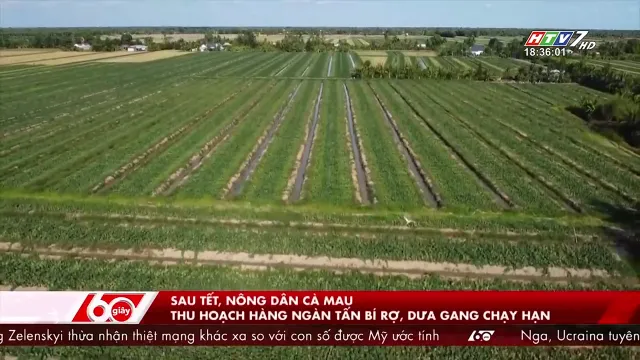 HTV7 HD
18:36:01
60 giây
SAU TẾT, NÔNG DÂN CÀ MAU
THU HOẠCH HÀNG NGÀN TẤN BÍ RỢ, DƯA GANG CHẠY HẠN
g Zelenskyi thừa nhận thiệt mạng khác xa so với con số được Mỹ ước tính 60 Nga, Ucraina tuyên